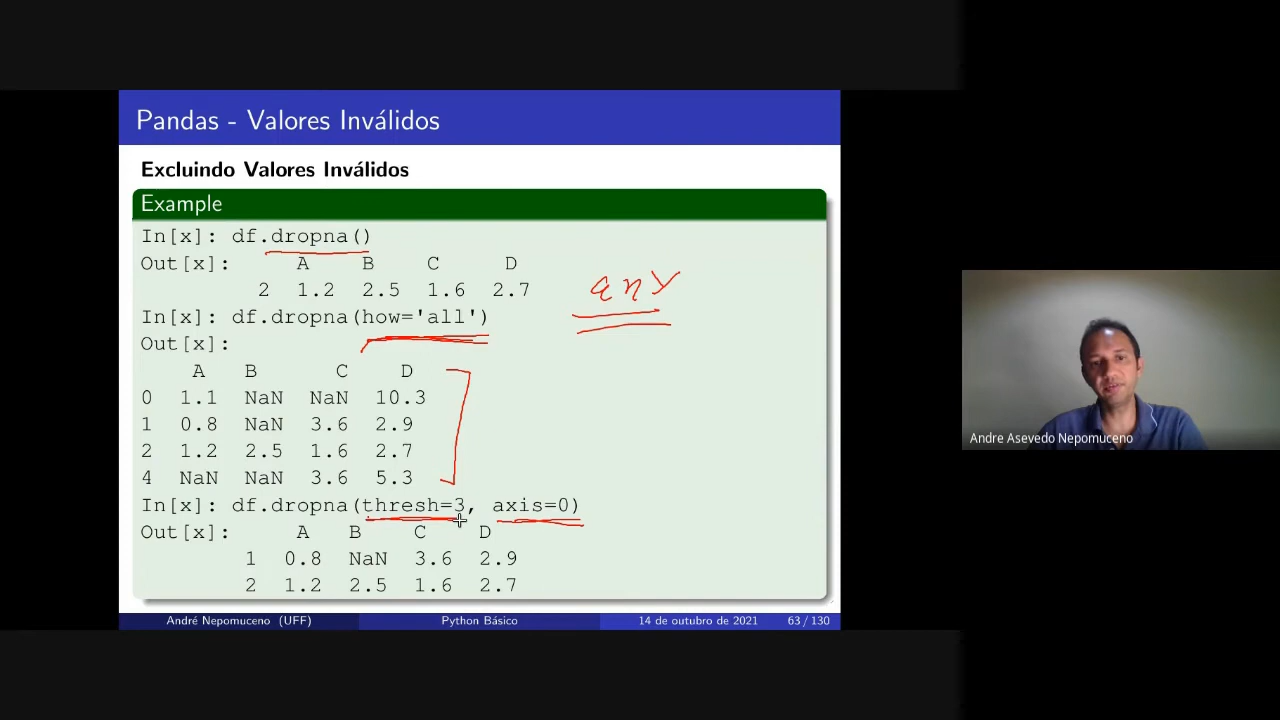 Pandas - Valores Inválidos
Excluindo Valores Inválidos
Example
In[x]: df.dropna()
Out[x]: A B C D
2 1.2 2.5 1.6 2.7
any
In[x]: df.dropna(how='all')
Out[x]:
A B C D
0 1.1 NaN NaN 10.3
1 0.8 NaN 3.6 2.9
2 1.2 2.5 1.6 2.7
4 NaN NaN 3.6 5.3
In[x]: df.dropna(thresh=3, axis=0)
Out[x]: A B C D
1 0.8 NaN 3.6 2.9
2 1.2 2.5 1.6 2.7
André Nepomuceno (UFF) Python Básico 14 de outubro de 2021 63 / 130
Andre Asevedo Nepomuceno